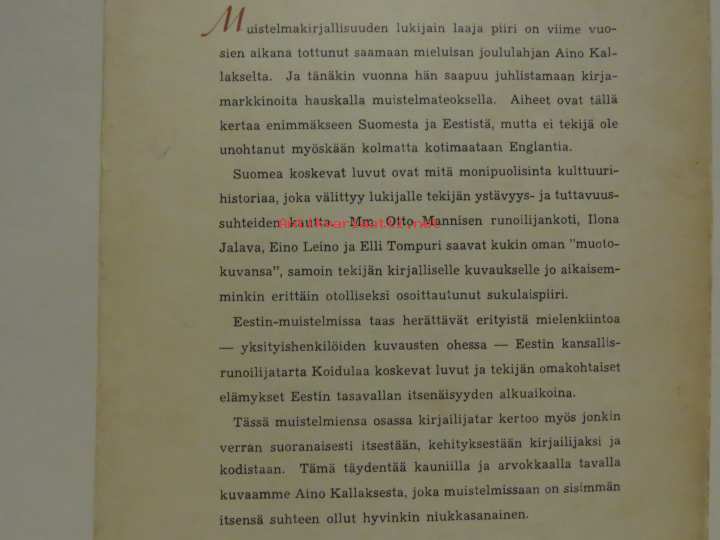 Muistelmakirjallisuuden lukijain laaja piiri on viime vuo-
sien aikana tottunut saamaan mieluisan joululahjan Aino Kal-
lakselta. Ja tänäkin vuonna hän saapuu juhlistamaan kirja-
markkinoita hauskalla muistelmateoksella. Aiheet ovat tällä
kertaa enimmäkseen Suomesta ja Eestistä, mutta ei tekijä ole
unohtanut myöskään kolmatta kotimaataan Englantia.
Suomea koskevat luvut ovat mitä monipuolisinta kulttuuri-
historiaa, joka välittyy lukijalle tekijän ystävyys- ja tuttavuus-
suhteiden kautta. Mm. Otto Mannisen runoilijankoti, Ilona
Jalava, Eino Leino ja Elli Tompuri saavat kukin oman "muoto-
kuvansa", samoin tekijän kirjalliselle kuvaukselle jo aikaisem-
minkin erittäin otolliseksi osoittautunut sukulaispiiri.
Eestin-muistelmissa taas herättävät erityistä mielenkiintoa
— yksityishenkilöiden kuvausten ohessa — Eestin kansallis-
runoilijatarta Koidulaa koskevat luvut ja tekijän omakohtaiset
elämykset Eestin tasavallan itsenäisyyden alkuaikoina.
Tässä muistelmiensa osassa kirjailijatar kertoo myös jonkin
verran suoranaisesti itsestään, kehityksestään kirjailijaksi ja
kodistaan. Tämä täydentää kauniilla ja arvokkaalla tavalla
kuvaamme Aino Kallaksesta, joka muistelmissaan on sisimmän
itsensä suhteen ollut hyvinkin niukkasanainen.